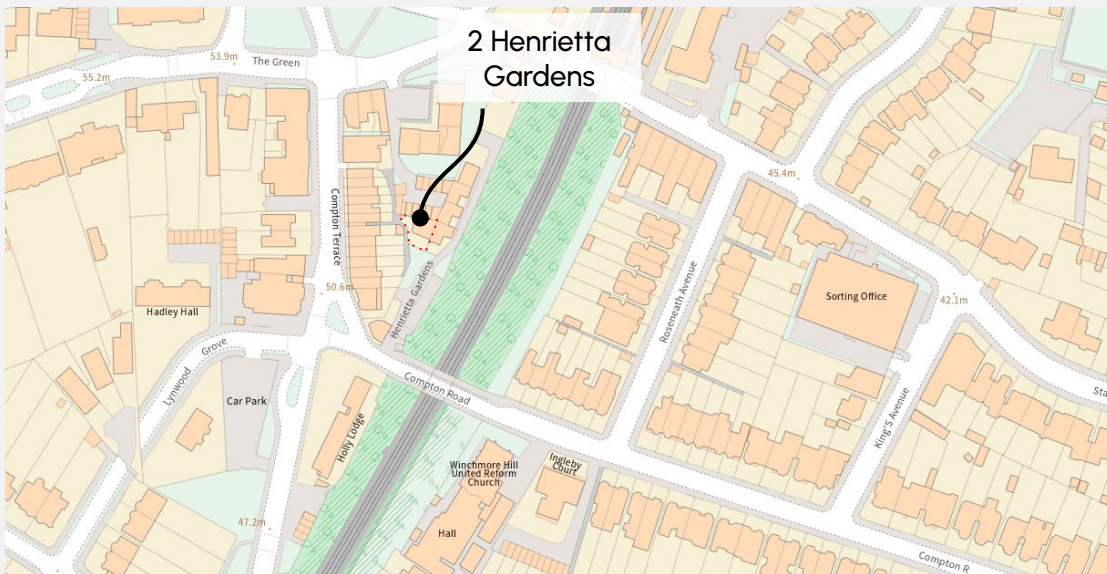 2 Henrietta
Gardens
53.9m
The Green
55.2m
45.4m
Compton Terrace
Sorting Office
42.1m
50.6m
Henrietta Gardens
Roseneath Avenue
Hadley Hall
Lynwood
Grove
Compton Road
Car Park
King'S Avenue
Sta
Holly Lodge
Winchmore Hill
United Reform
Church
Ingleby
Court
47.2m
Hall
Compton R